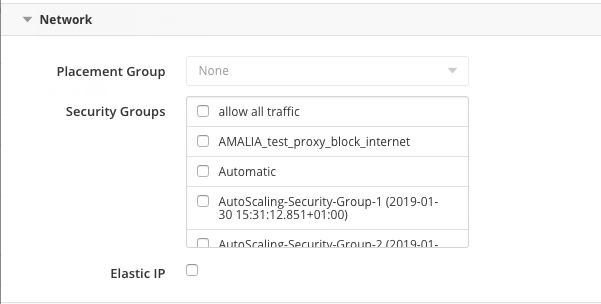 Network
Placement Group
None
Security Groups
allow all traffic
AMALIA_test_proxy_block_internet
Automatic
AutoScaling-Security-Group-1 (2019-01-
30 15:31:12.851+01:00)
AutoScaling-Security-Group-2 (2019-01-
Elastic IP